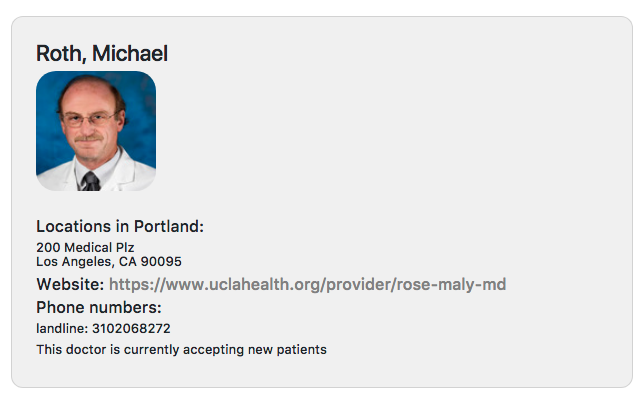 Roth, Michael
Locations in Portland:
200 Medical Plz
Los Angeles, CA 90095
Website: https://www.uclahealth.org/provider/rose-maly-md
Phone numbers:
landline: 3102068272
This doctor is currently accepting new patients